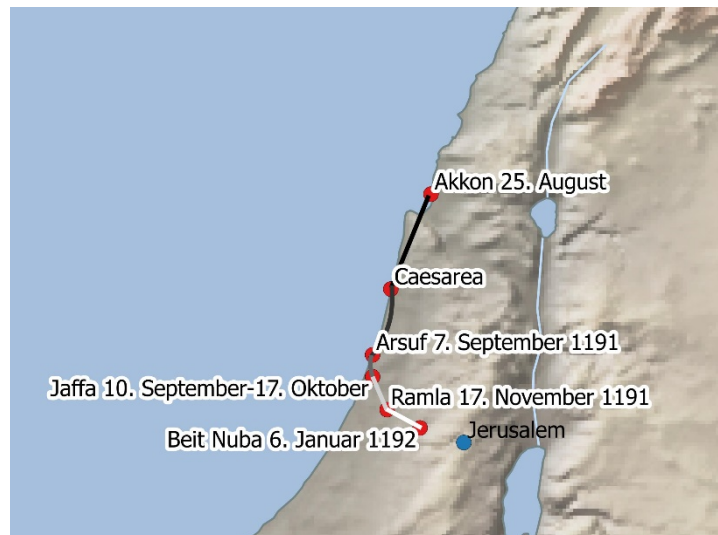 Akkon 25. August
Caesarea
Arsuf 7. September 1191
Jaffa 10. September-17. Oktober
Ramla 17. November 1191
Jerusalem
Beit Nuba 6. Januar 1192